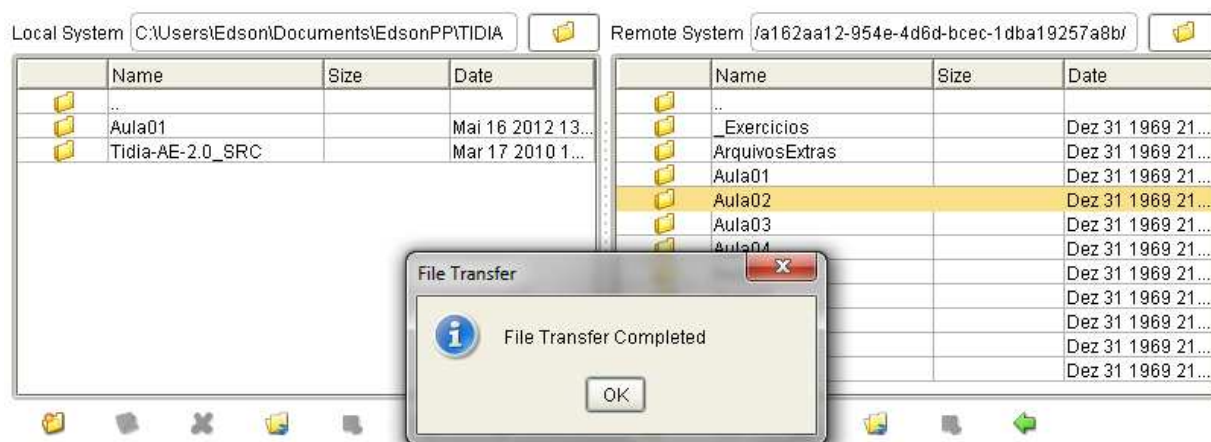 Local System C:\Users\Edson\Documents\EdsonPP\TIDIA
Name Size Date
..
Aula01 Mai 16 2012 13...
Tidia-AE-2.0_SRC Mar 17 2010 1...
Remote System /a162aa12-954e-4d6d-bcec-1dba19257a8b/
Name Size Date
..
_Exercicios Dez 31 1969 21...
ArquivosExtras Dez 31 1969 21...
Aula01 Dez 31 1969 21...
Aula02 Dez 31 1969 21...
Aula03 Dez 31 1969 21...
Aula04 Dez 31 1969 21...
Dez 31 1969 21...
Dez 31 1969 21...
Dez 31 1969 21...
Dez 31 1969 21...
Dez 31 1969 21...
File Transfer
File Transfer Completed
OK